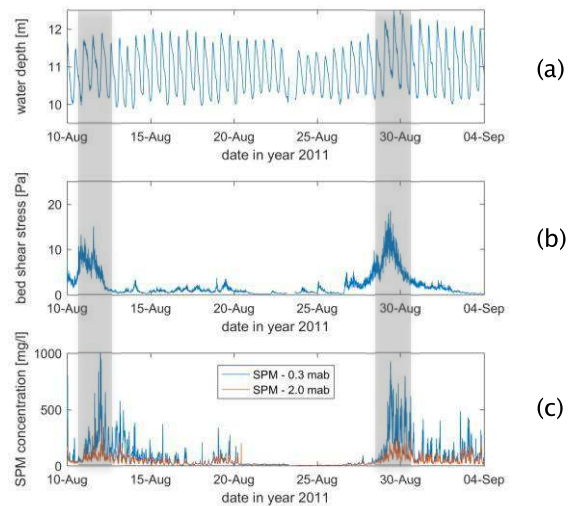 water depth [m]
12
11
10
10-Aug 15-Aug 20-Aug 25-Aug 30-Aug 04-Sep
date in year 2011
(a)
bed shear stress [Pa]
20
10
0
10-Aug 15-Aug 20-Aug 25-Aug 30-Aug 04-Sep
date in year 2011
(b)
SPM concentration [mg/l]
1000
500
0
SPM - 0.3 mab
SPM - 2.0 mab
10-Aug 15-Aug 20-Aug 25-Aug 30-Aug 04-Sep
date in year 2011
(c)